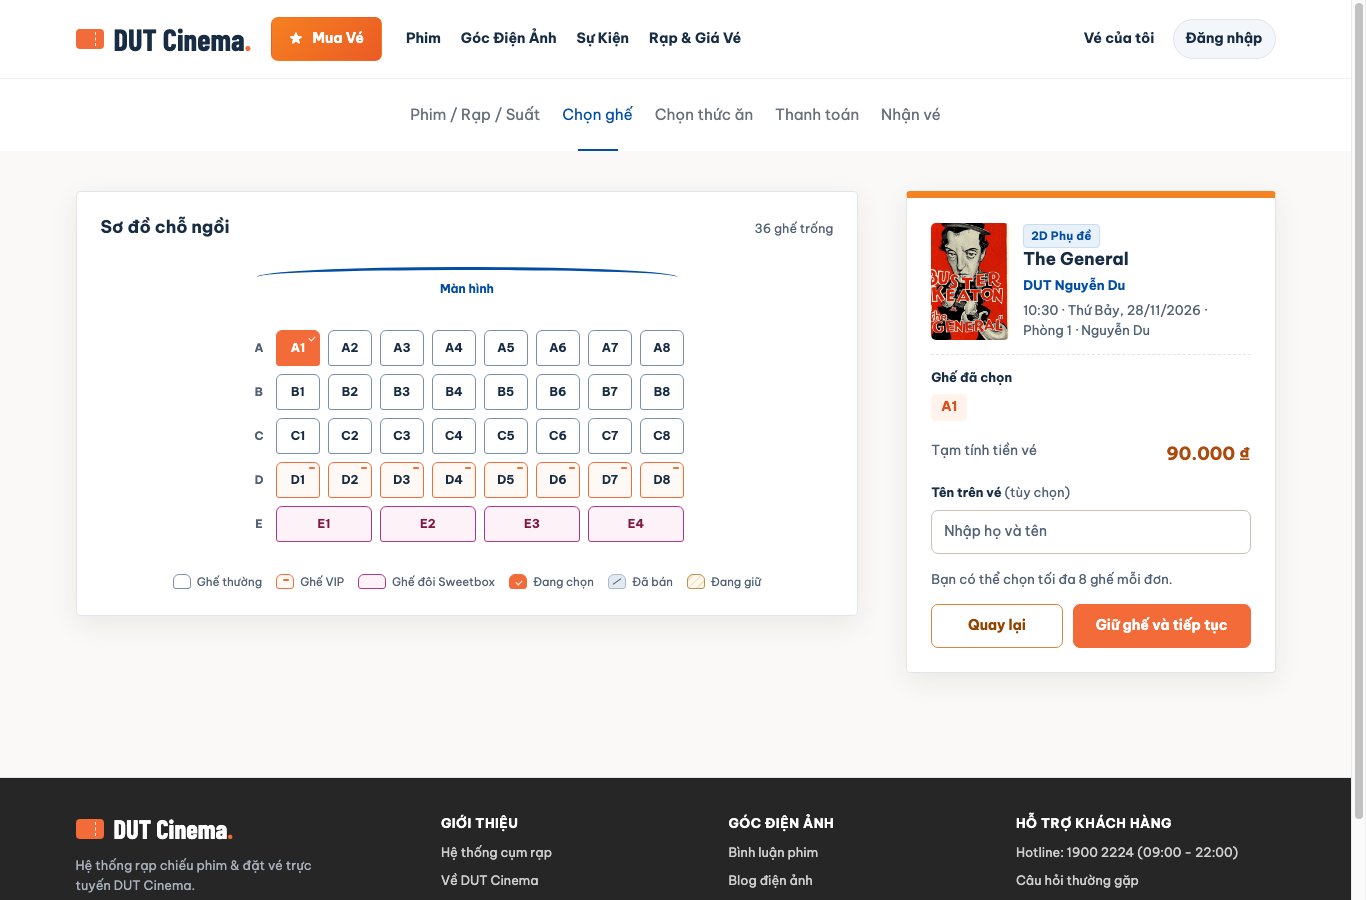 DUT Cinema.
Mua Vé
Phim
Góc Điện Ảnh
Sự Kiện
Rạp & Giá Vé
Vé của tôi
Đăng nhập
Phim / Rạp / Suất
Chọn ghế
Chọn thức ăn
Thanh toán
Nhận vé
Sơ đồ chỗ ngồi
36 ghế trống
Màn hình
A A1 A2 A3 A4 A5 A6 A7 A8
B B1 B2 B3 B4 B5 B6 B7 B8
C C1 C2 C3 C4 C5 C6 C7 C8
D D1 D2 D3 D4 D5 D6 D7 D8
E E1 E2 E3 E4
Ghế thường
Ghế VIP
Ghế đôi Sweetbox
Đang chọn
Đã bán
Đang giữ
BUSTER
KEATON
The
GENERAL
2D Phụ đề
The General
DUT Nguyễn Du
10:30 · Thứ Bảy, 28/11/2026 ·
Phòng 1 · Nguyễn Du
Ghế đã chọn
A1
Tạm tính tiền vé
90.000 ₫
Tên trên vé (tùy chọn)
Nhập họ và tên
Bạn có thể chọn tối đa 8 ghế mỗi đơn.
Quay lại
Giữ ghế và tiếp tục
DUT Cinema.
Hệ thống rạp chiếu phim & đặt vé trực
tuyến DUT Cinema.
GIỚI THIỆU
Hệ thống cụm rạp
Về DUT Cinema
GÓC ĐIỆN ẢNH
Bình luận phim
Blog điện ảnh
HỖ TRỢ KHÁCH HÀNG
Hotline: 1900 2224 (09:00 - 22:00)
Câu hỏi thường gặp